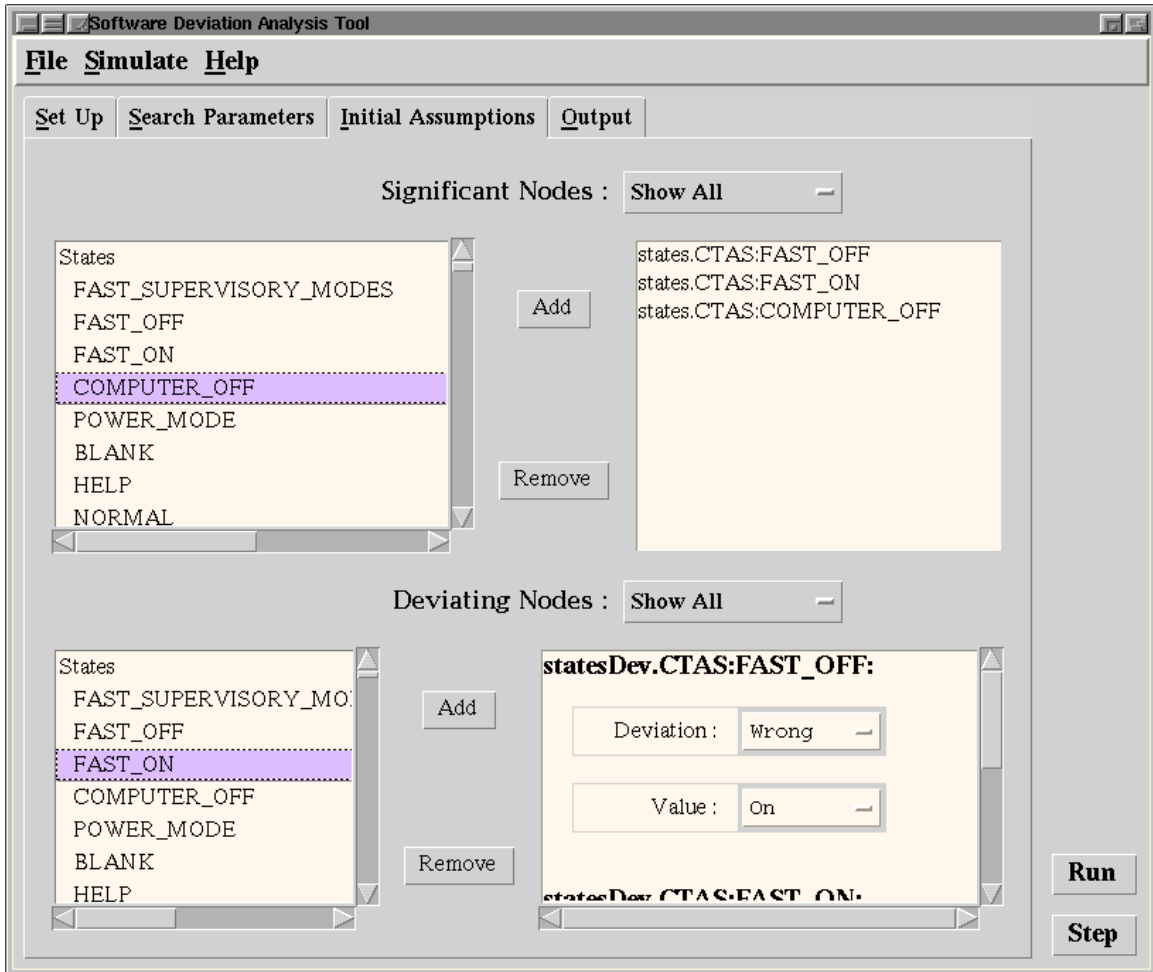 Software Deviation Analysis Tool
File Simulate Help
Set Up Search Parameters Initial Assumptions Output
Significant Nodes : Show All
States
FAST_SUPERVISORY_MODES
FAST_OFF
FAST_ON
COMPUTER_OFF
POWER_MODE
BLANK
HELP
NORMAL
Add
Remove
states.CTAS:FAST_OFF
states.CTAS:FAST_ON
states.CTAS:COMPUTER_OFF
Deviating Nodes : Show All
States
FAST_SUPERVISORY_MO
FAST_OFF
FAST_ON
COMPUTER_OFF
POWER_MODE
BLANK
HELP
Add
Remove
statesDev.CTAS:FAST_OFF:
Deviation : Wrong
Value : On
statesDev.CTAS:FAST_ON:
Run
Step